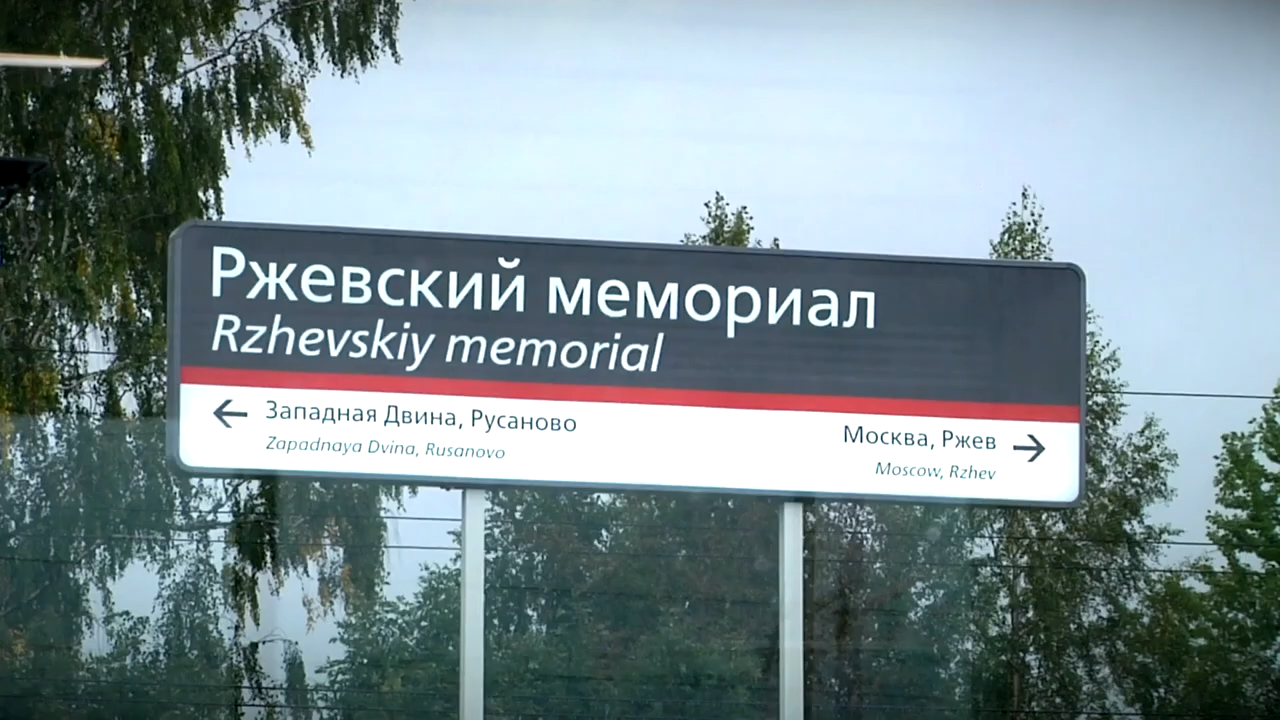 Ржевский мемориал
Rzhevskiy memorial
← Западная Двина, Русаново
Zapadnaya Dvina, Rusanovo
Москва, Ржев →
Moscow, Rzhev